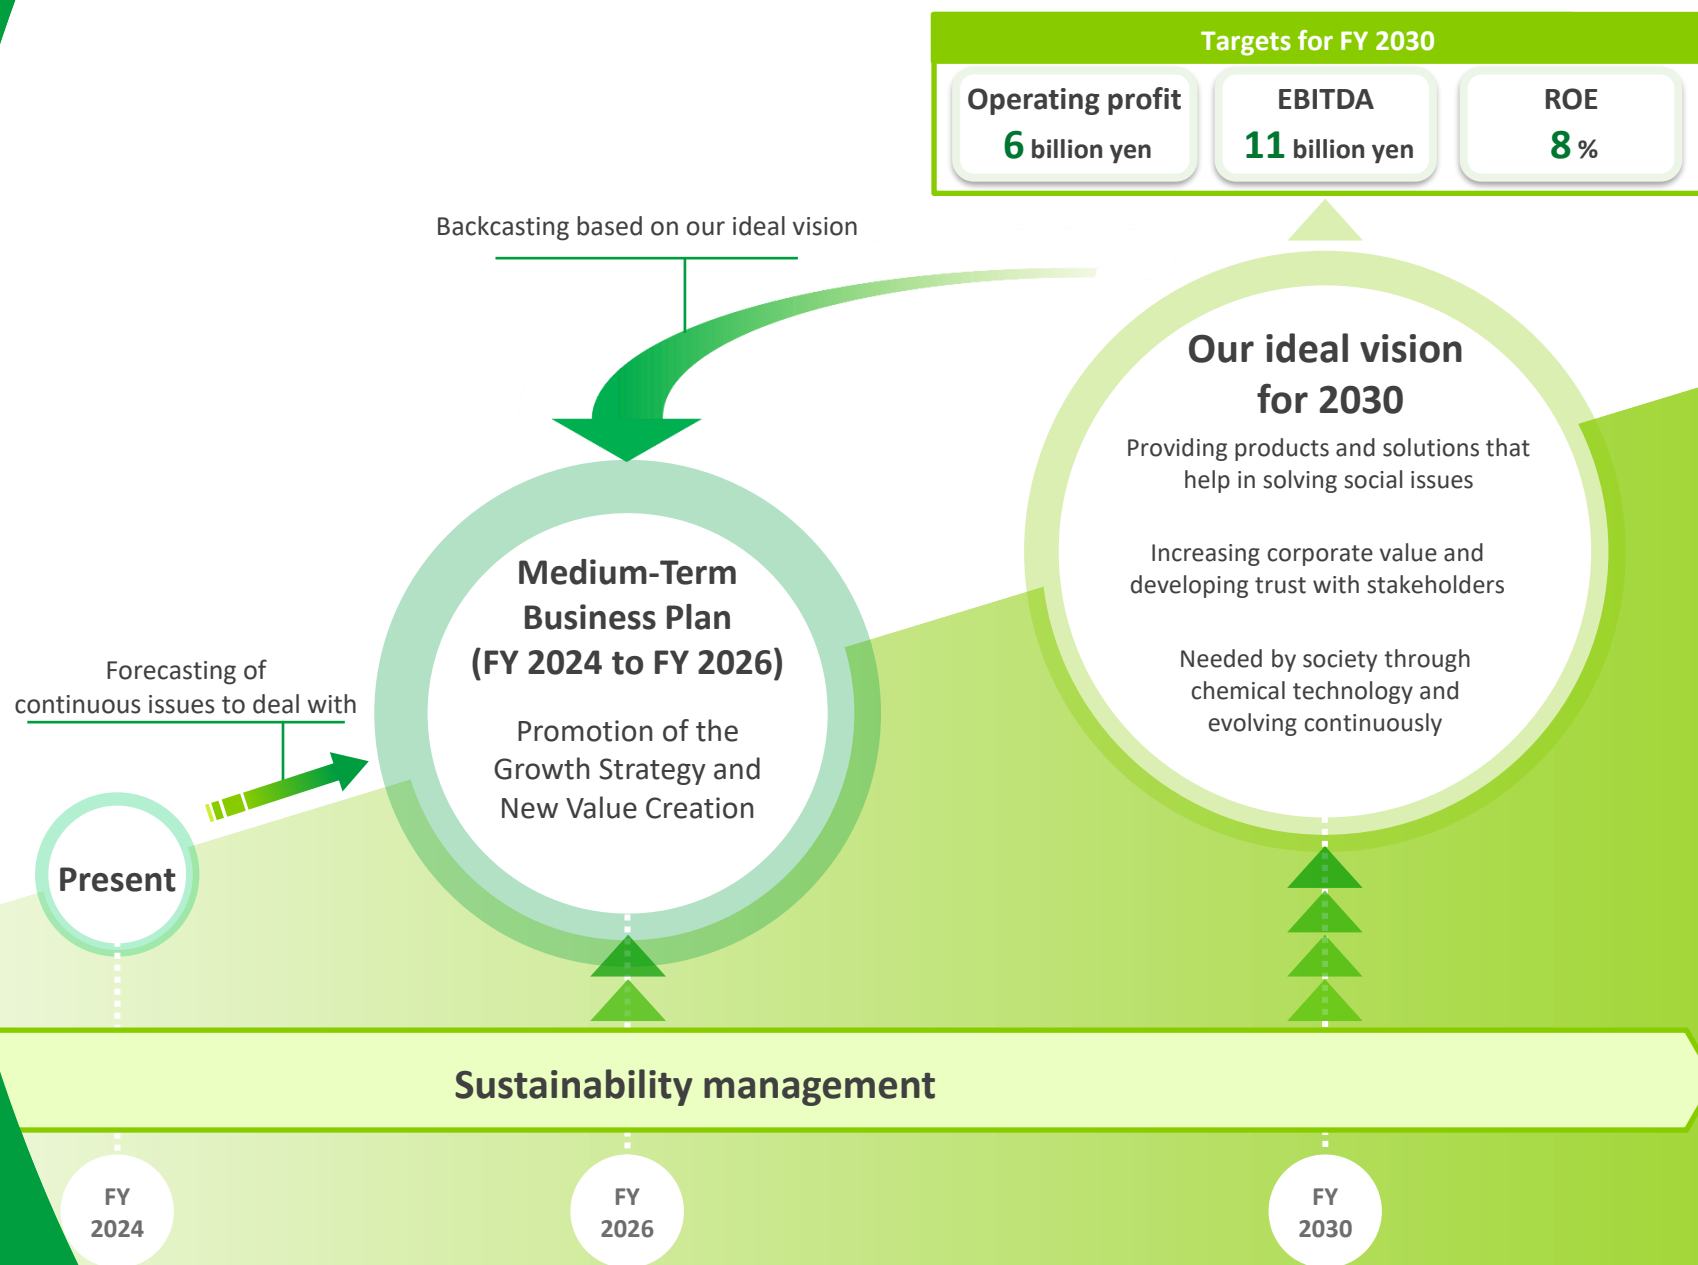 Targets for FY 2030
Operating profit
6 billion yen
EBITDA
11 billion yen
ROE
8 %
Backcasting based on our ideal vision
Our ideal vision
for 2030
Providing products and solutions that
help in solving social issues
Increasing corporate value and
developing trust with stakeholders
Needed by society through
chemical technology and
evolving continuously
Medium-Term
Business Plan
(FY 2024 to FY 2026)
Promotion of the
Growth Strategy and
New Value Creation
Forecasting of
continuous issues to deal with
Present
Sustainability management
FY
2024
FY
2026
FY
2030